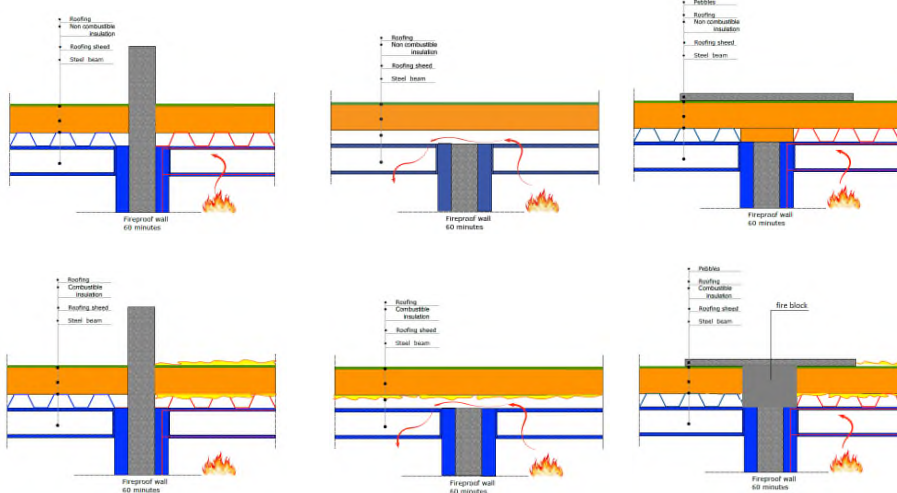 Roofing
Non combustible
insulation
Roofing sheed
Steel beam
Fireproof wall
60 minutes
Roofing
Non combustible
insulation
Roofing sheed
Steel beam
Fireproof wall
60 minutes
Pebbles
Roofing
Non combustible
insulation
Roofing sheed
Steel beam
Fireproof wall
60 minutes
Roofing
Combustible
insulation
Roofing sheed
Steel beam
Fireproof wall
60 minutes
Roofing
Combustible
insulation
Roofing sheed
Steel beam
Fireproof wall
60 minutes
Pebbles
Roofing
Combustible
insulation
Roofing sheed
Steel beam
fire block
Fireproof wall
60 minutes